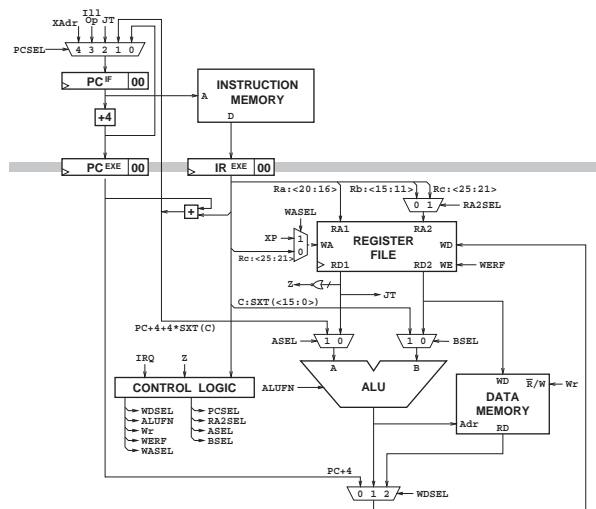 Ill
XAdr Op JT
PCSEL 4 3 2 1 0
PC IF 00
INSTRUCTION
MEMORY
A
D
+4
PC EXE 00
IR EXE 00
Ra:<20:16> Rb:<15:11> Rc:<25:21>
+
WASEL
0 1 RA2SEL
XP 1
0
Rc:<25:21>
RA1 RA2
WA REGISTER WD
FILE
RD1 RD2 WE WERF
Z
JT
C:SXT(<15:0>)
PC+4+4*SXT(C)
ASEL 1 0 1 0 BSEL
IRQ Z
A B
CONTROL LOGIC
ALUFN ALU
WD R/W Wr
DATA
MEMORY
Adr
RD
WDSEL PCSEL
ALUFN RA2SEL
Wr ASEL
WERF BSEL
WASEL
PC+4
0 1 2 WDSEL